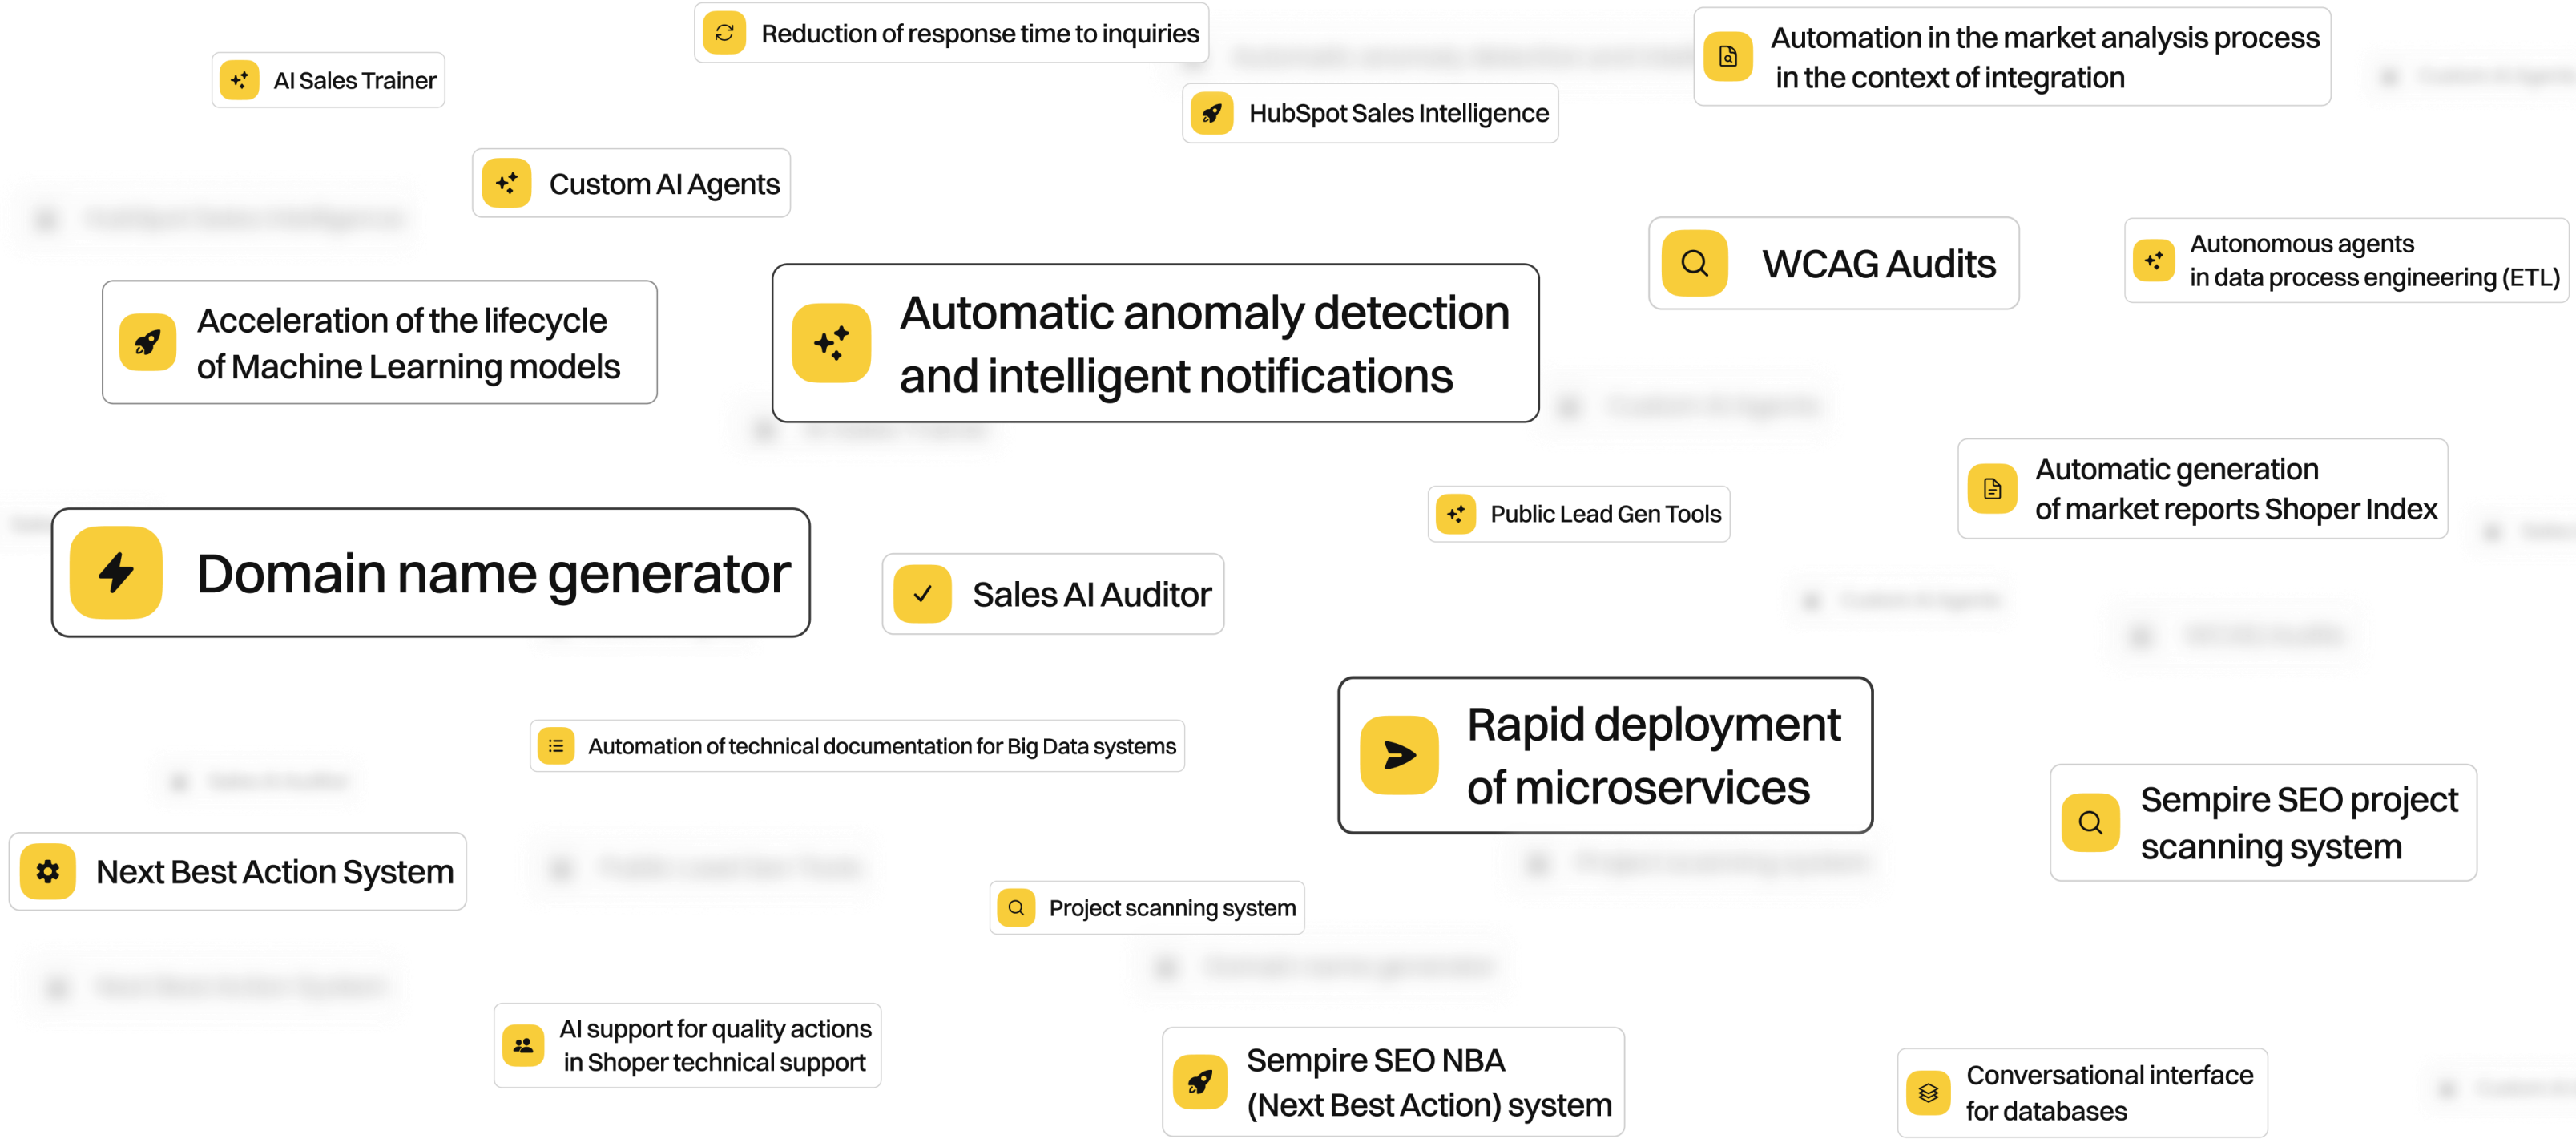 Reduction of response time to inquiries
Automation in the market analysis process
in the context of integration
AI Sales Trainer
HubSpot Sales Intelligence
Custom AI Agents
WCAG Audits
Autonomous agents
in data process engineering (ETL)
Acceleration of the lifecycle
of Machine Learning models
Automatic anomaly detection
and intelligent notifications
Automatic generation
of market reports Shoper Index
Public Lead Gen Tools
Domain name generator
Sales AI Auditor
Rapid deployment
of microservices
Automation of technical documentation for Big Data systems
Sempire SEO project
scanning system
Next Best Action System
Project scanning system
AI support for quality actions
in Shoper technical support
Sempire SEO NBA
(Next Best Action) system
Conversational interface
for databases